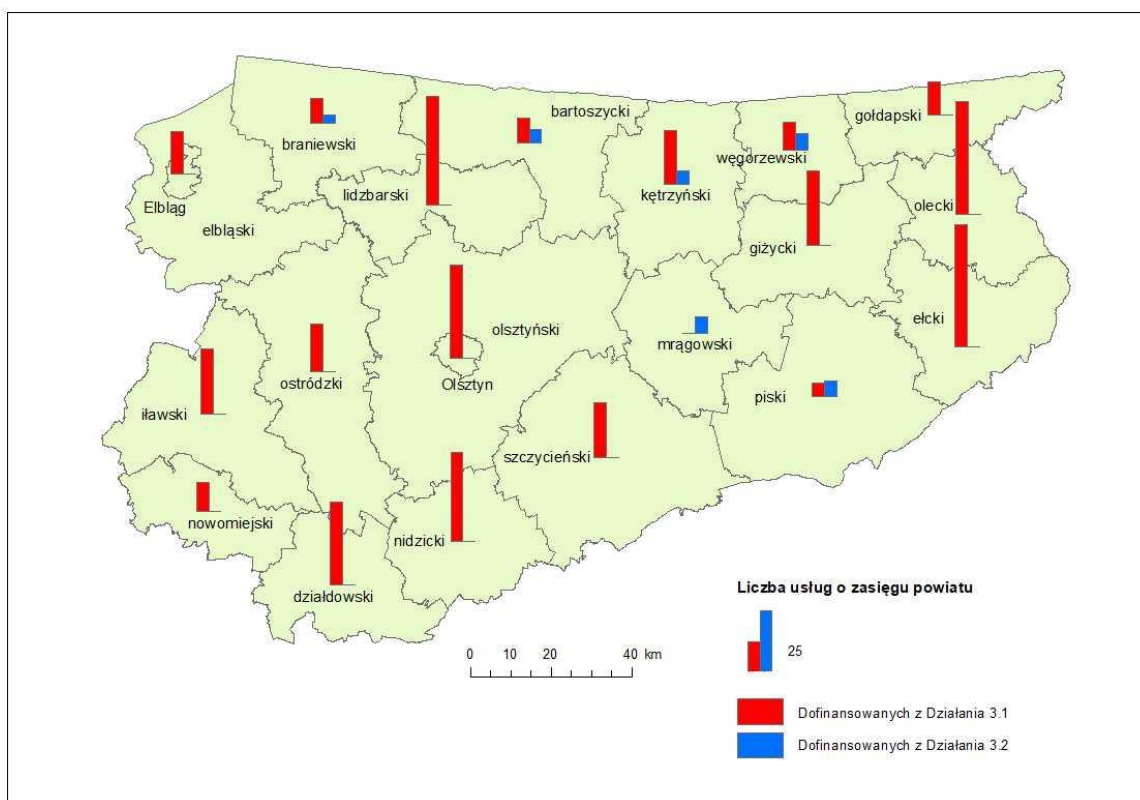 bartoszycki
gołdapski
braniewski
węgorzewski
Elbląg
lidzbarski
kętrzyński
olecki
elbląski
giżycki
ełcki
olsztyński
mrągowski
ostródzki
Olsztyn
piski
iławski
szczycieński
nowomiejski
nidzicki
działdowski
Liczba usług o zasięgu powiatu
25
0 10 20 40 km
Dofinansowanych z Działania 3.1
Dofinansowanych z Działania 3.2